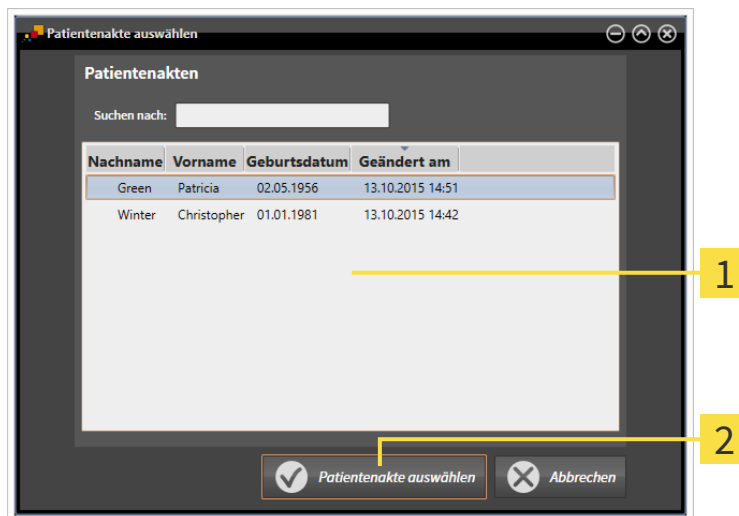 Patientenakte auswählen
Patientenakten
Suchen nach:
Nachname Vorname Geburtsdatum Geändert am
Green Patricia 02.05.1956 13.10.2015 14:51
Winter Christopher 01.01.1981 13.10.2015 14:42
1
2
Patientenakte auswählen Abbrechen